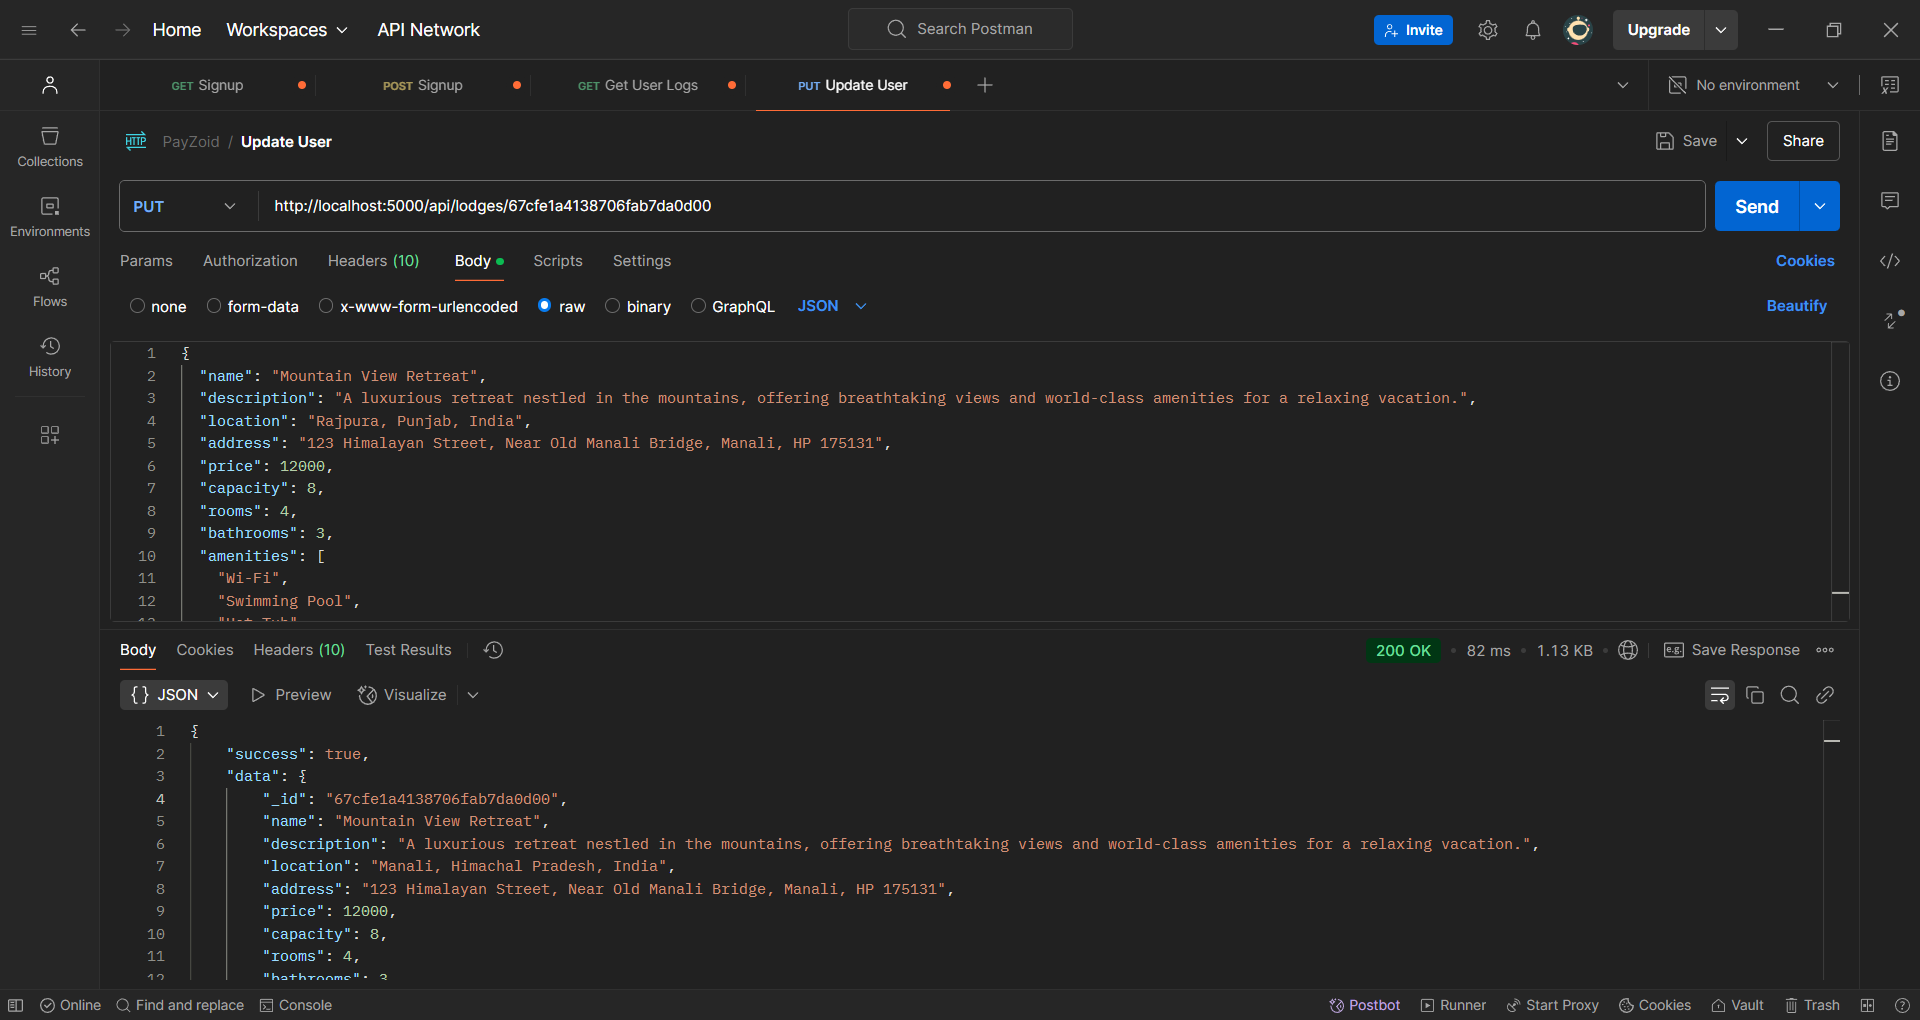 Home Workspaces API Network Search Postman Invite Upgrade
GET Signup POST Signup GET Get User Logs PUT Update User No environment
HTTP PayZoid / Update User Save Share
PUT http://localhost:5000/api/lodges/67cfe1a4138706fab7da0d00 Send
Params Authorization Headers (10) Body Scripts Settings Cookies
none form-data x-www-form-urlencoded raw binary GraphQL JSON Beautify
Collections
Environments
Flows
History
1 {
2 "name": "Mountain View Retreat",
3 "description": "A luxurious retreat nestled in the mountains, offering breathtaking views and world-class amenities for a relaxing vacation.",
4 "location": "Rajpura, Punjab, India",
5 "address": "123 Himalayan Street, Near Old Manali Bridge, Manali, HP 175131",
6 "price": 12000,
7 "capacity": 8,
8 "rooms": 4,
9 "bathrooms": 3,
10 "amenities": [
11 "Wi-Fi",
12 "Swimming Pool",
13 "Hot Tub"
Body Cookies Headers (10) Test Results 200 OK 82 ms 1.13 KB e.g. Save Response
{} JSON Preview Visualize
1 {
2 "success": true,
3 "data": {
4 "_id": "67cfe1a4138706fab7da0d00",
5 "name": "Mountain View Retreat",
6 "description": "A luxurious retreat nestled in the mountains, offering breathtaking views and world-class amenities for a relaxing vacation.",
7 "location": "Manali, Himachal Pradesh, India",
8 "address": "123 Himalayan Street, Near Old Manali Bridge, Manali, HP 175131",
9 "price": 12000,
10 "capacity": 8,
11 "rooms": 4,
12 "bathrooms": 3
Online Find and replace Console Postbot Runner Start Proxy Cookies Vault Trash